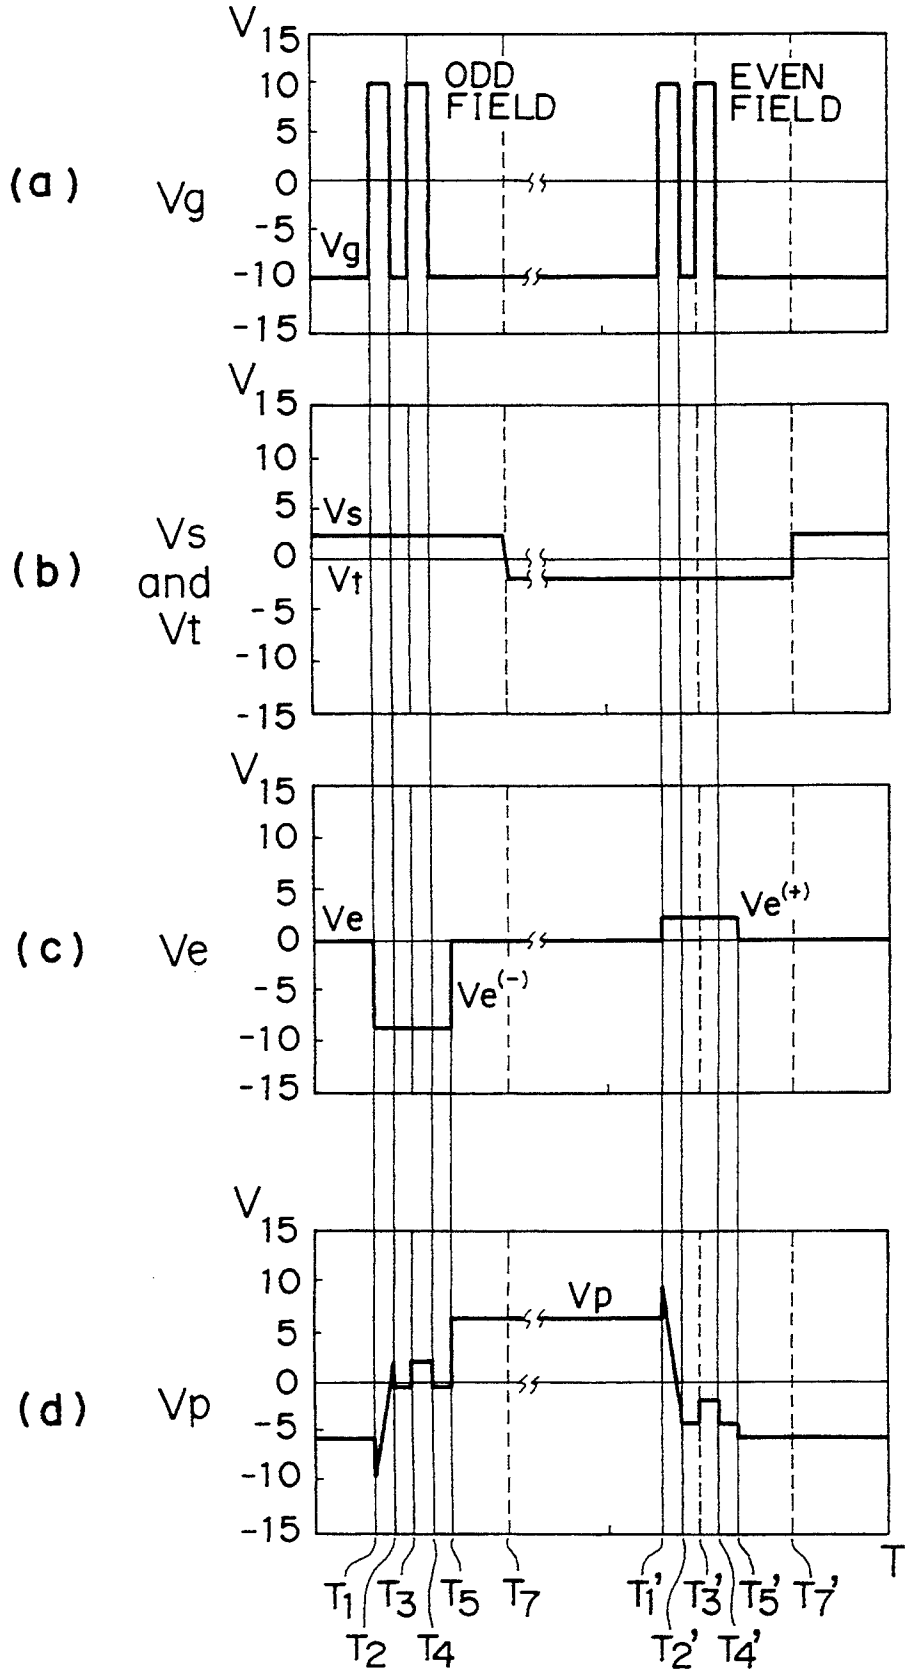 V
15
10
5
0
-5
-10
-15
(a)
Vg
Vg
ODD
FIELD
EVEN
FIELD
V
15
10
5
0
-5
-10
-15
(b)
Vs
and
Vt
Vs
Vt
V
15
10
5
0
-5
-10
-15
(c)
Ve
Ve
Ve(-)
Ve(+)
V
15
10
5
0
-5
-10
-15
(d)
Vp
Vp
T
T1 T3 T5 T7 T1' T3' T5' T7'
T2 T4 T2' T4'